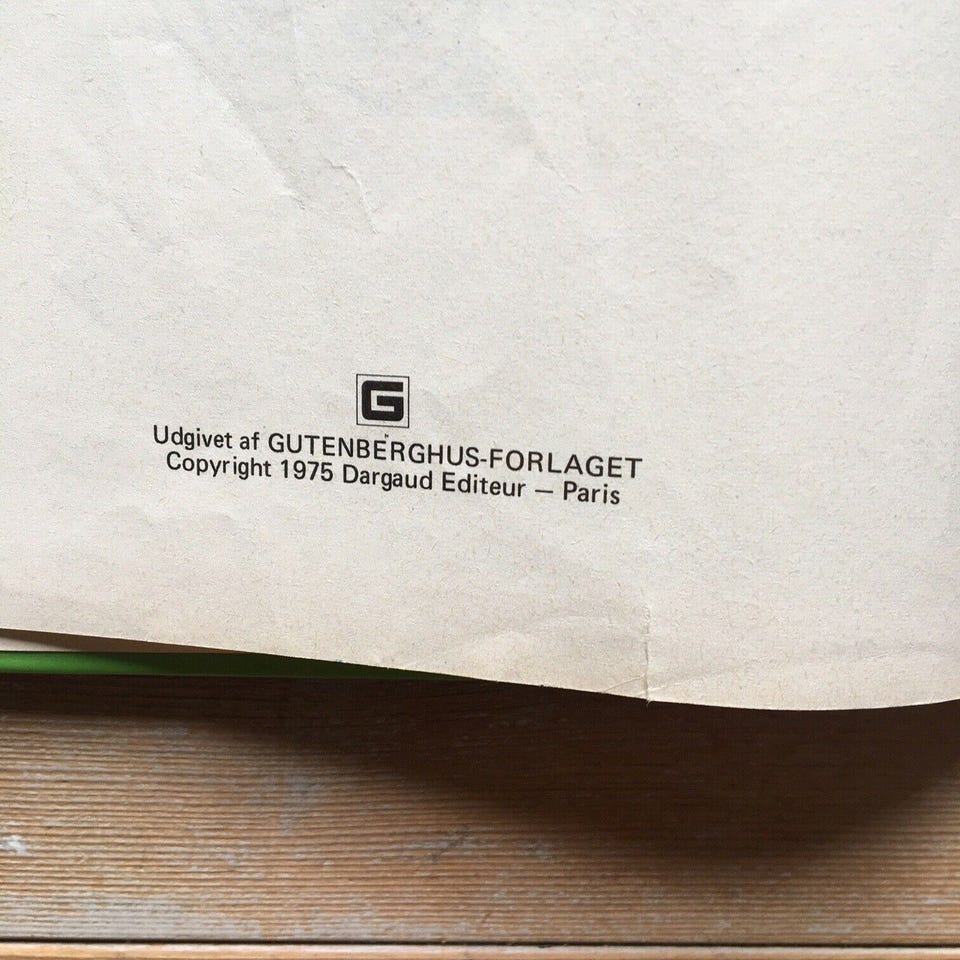 G
Udgivet af GUTENBERGHUS-FORLAGET
Copyright 1975 Dargaud Editeur — Paris